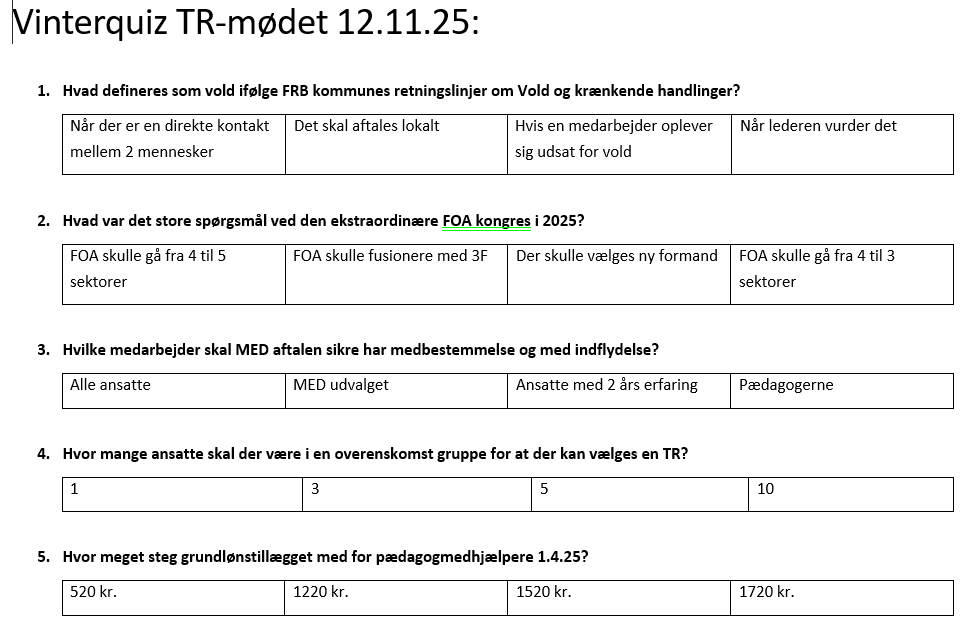 Vinterquiz TR-mødet 12.11.25:
1. Hvad defineres som vold ifølge FRB kommunes retningslinjer om Vold og krænkende handlinger?
Når der er en direkte kontakt mellem 2 mennesker
Det skal aftales lokalt
Hvis en medarbejder oplever sig udsat for vold
Når lederen vurder det
2. Hvad var det store spørgsmål ved den ekstraordinære FOA kongres i 2025?
FOA skulle gå fra 4 til 5 sektorer
FOA skulle fusionere med 3F
Der skulle vælges ny formand
FOA skulle gå fra 4 til 3 sektorer
3. Hvilke medarbejder skal MED aftalen sikre har medbestemmelse og med indflydelse?
Alle ansatte
MED udvalget
Ansatte med 2 års erfaring
Pædagogerne
4. Hvor mange ansatte skal der være i en overenskomst gruppe for at der kan vælges en TR?
1
3
5
10
5. Hvor meget steg grundlønstillægget med for pædagogmedhjælpere 1.4.25?
520 kr.
1220 kr.
1520 kr.
1720 kr.